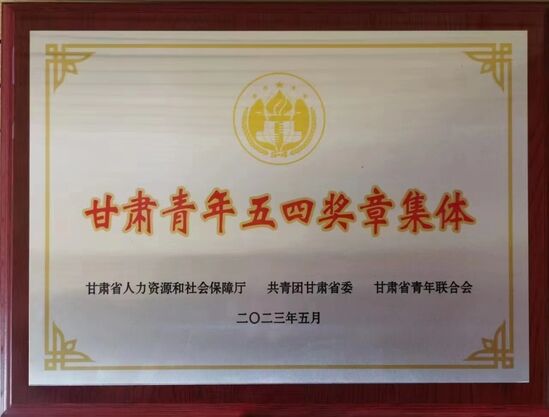 5·4
甘肃青年五四奖章集体
甘肃省人力资源和社会保障厅 共青团甘肃省委 甘肃省青年联合会
二〇二三年五月